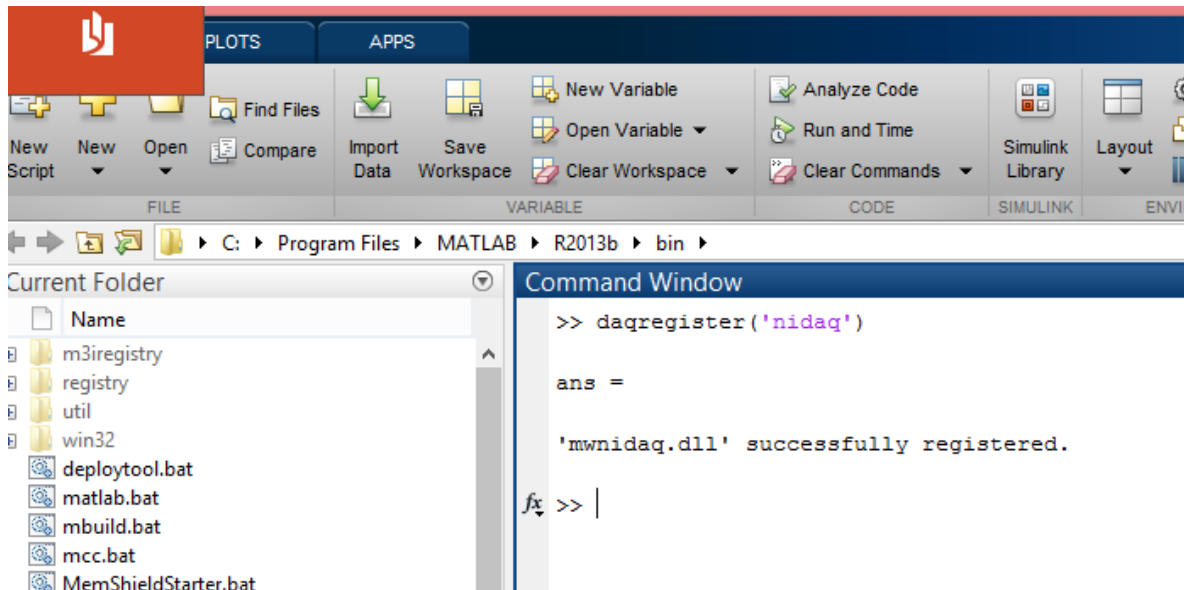 PLOTS APPS
Find Files New Variable Analyze Code
New Script New Open Compare Import Data Save Workspace Open Variable Run and Time Simulink Library Layout
Clear Workspace Clear Commands
FILE VARIABLE CODE SIMULINK ENVI
C: Program Files MATLAB R2013b bin
Current Folder Command Window
Name
m3iregistry
registry
util
win32
deploytool.bat
matlab.bat
mbuild.bat
mcc.bat
MemShieldStarter.bat
>> daqregister('nidaq')
ans =
'mwnidaq.dll' successfully registered.
fx >>